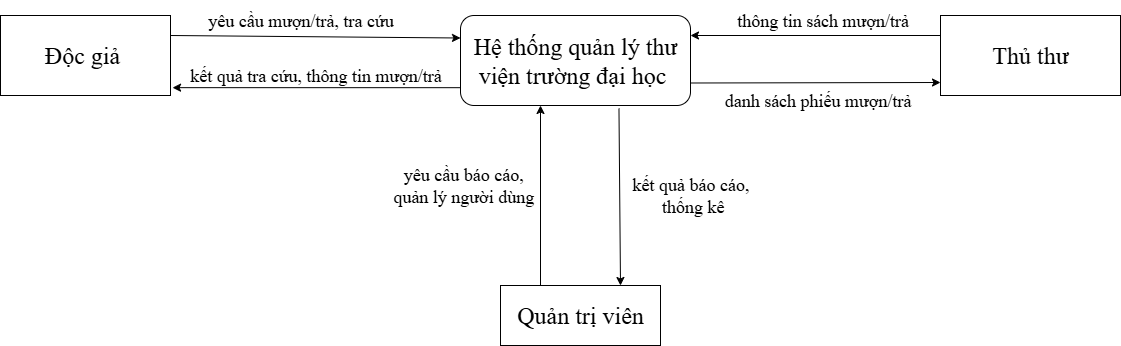 yêu cầu mượn/trả, tra cứu
thông tin sách mượn/trả
Độc giả
Hệ thống quản lý thư
viện trường đại học
Thủ thư
kết quả tra cứu, thông tin mượn/trả
danh sách phiếu mượn/trả
yêu cầu báo cáo,
quản lý người dùng
kết quả báo cáo,
thống kê
Quản trị viên